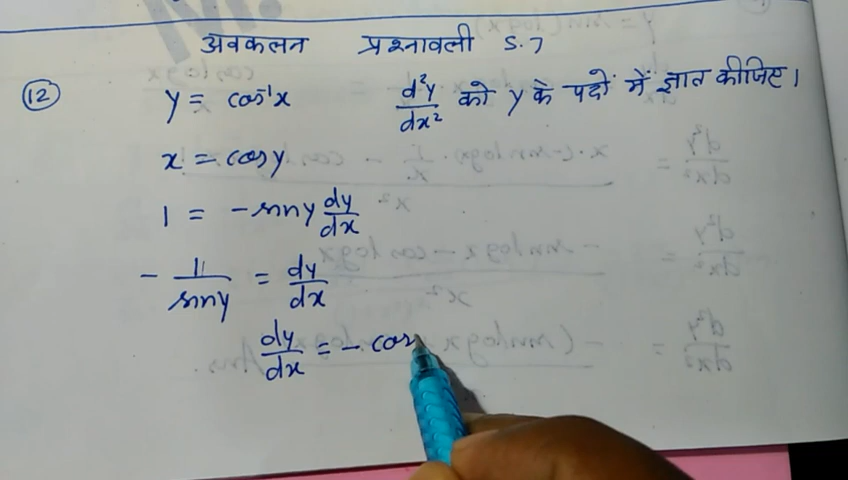 अवकलन प्रश्नावली 5.7
(12) y = cos⁻¹x d²y/dx² को y के पदों में ज्ञात कीजिए।
x = cos y
1 = - sin y dy/dx
- 1/sin y = dy/dx
dy/dx = - cos